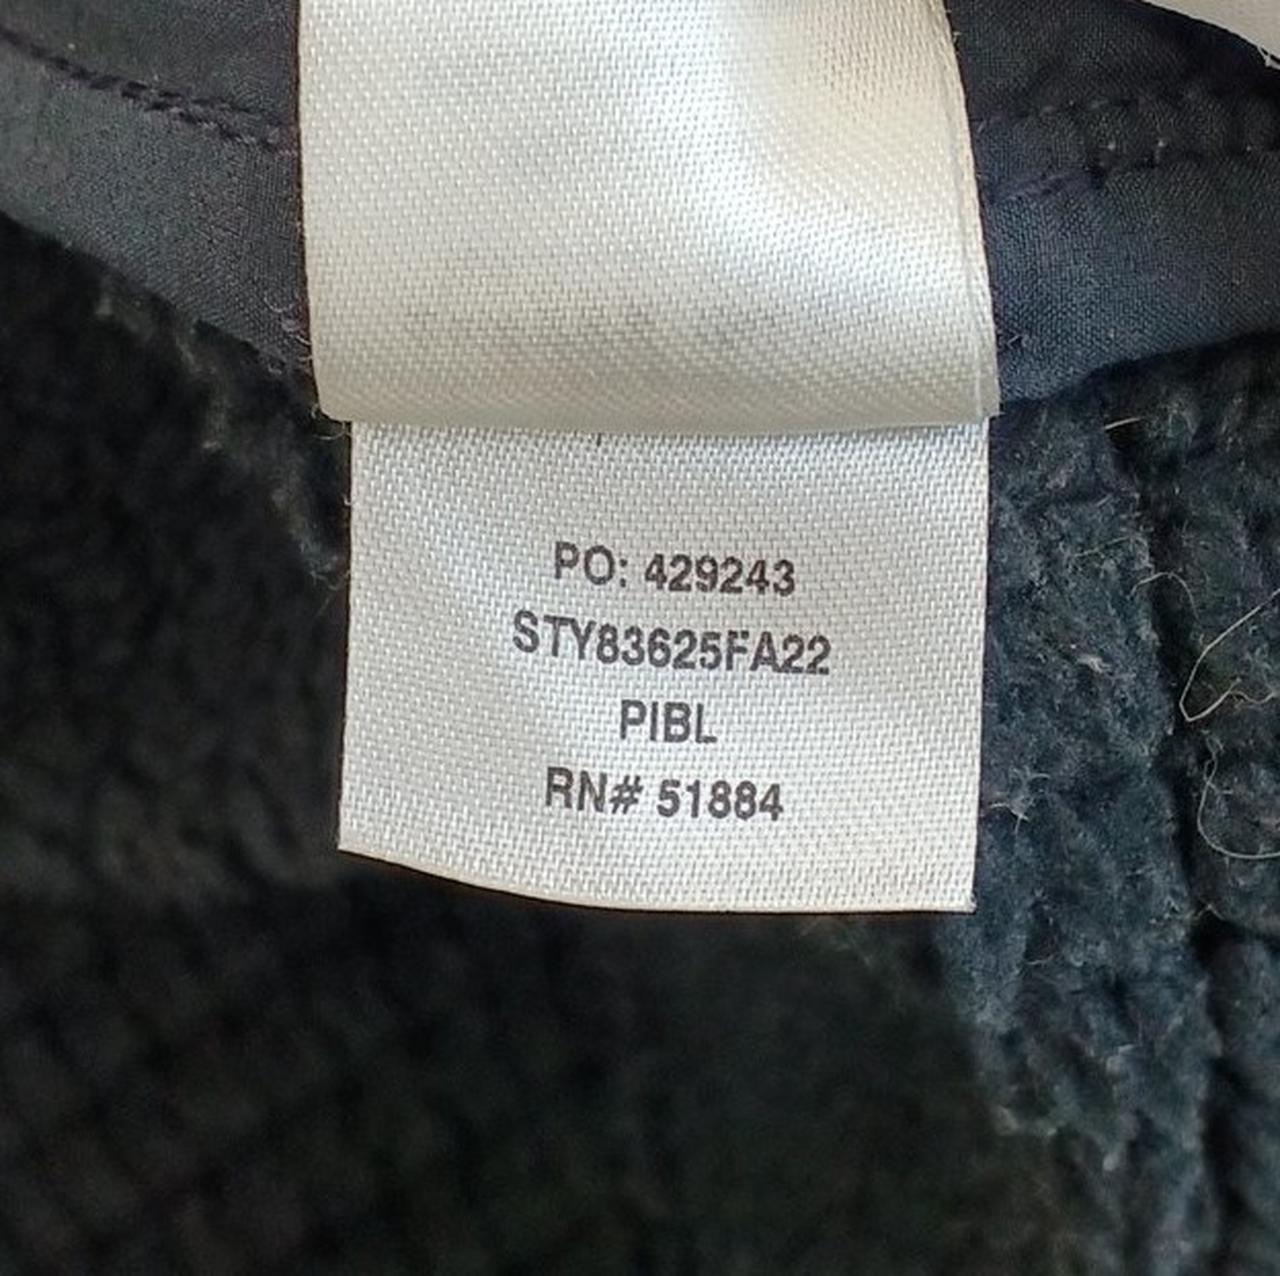 PO: 429243
STY83625FA22
PIBL
RN# 51884